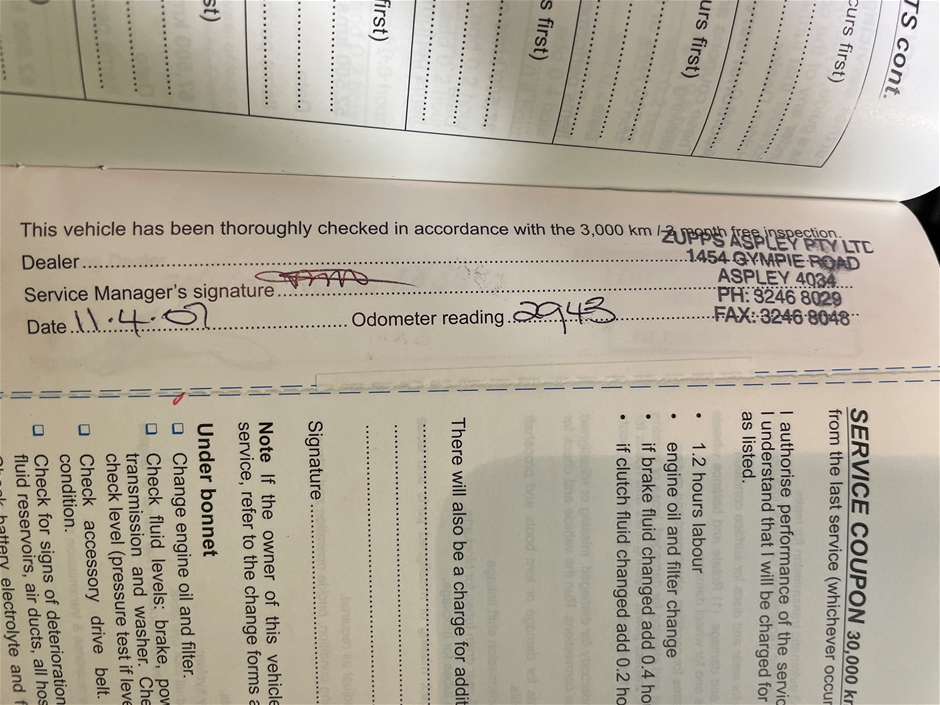 TS cont.
curs first)
urs first)
s first)
first)
st)
This vehicle has been thoroughly checked in accordance with the 3,000 km / 2 month free inspection.
ZUPPS ASPLEY PTY LTD
1454 GYMPIE ROAD
ASPLEY 4034
PH: 3246 8029
FAX: 3246 8048
Dealer
Service Manager's signature
Date 11.4.07 Odometer reading 2943
SERVICE COUPON 30,000 k
from the last service (whichever occur
I authorise performance of the servic
I understand that I will be charged for
as listed.
• 1.2 hours labour
• engine oil and filter change
• if brake fluid changed add 0.4 ho
• if clutch fluid changed add 0.2 ho
There will also be a charge for addit
Signature
Note If the owner of this vehicle
service, refer to the change forms a
Under bonnet
Change engine oil and filter.
Check fluid levels: brake, pow
transmission and washer. Che
check level (pressure test if leve
Check accessory drive belt.
condition.
Check for signs of deterioration
fluid reservoirs, air ducts, all hos
Check battery electrolyte and f